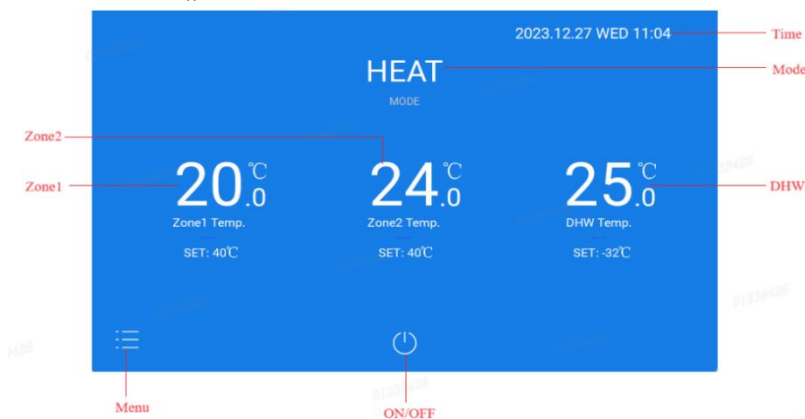 2023.12.27 WED 11:04
Time
HEAT
Mode
MODE
Zone2
Zone1
20.0℃
24.0℃
25.0℃
DHW
Zone1 Temp.
Zone2 Temp.
DHW Temp.
SET: 40℃
SET: 40℃
SET: -32℃
Menu
ON/OFF